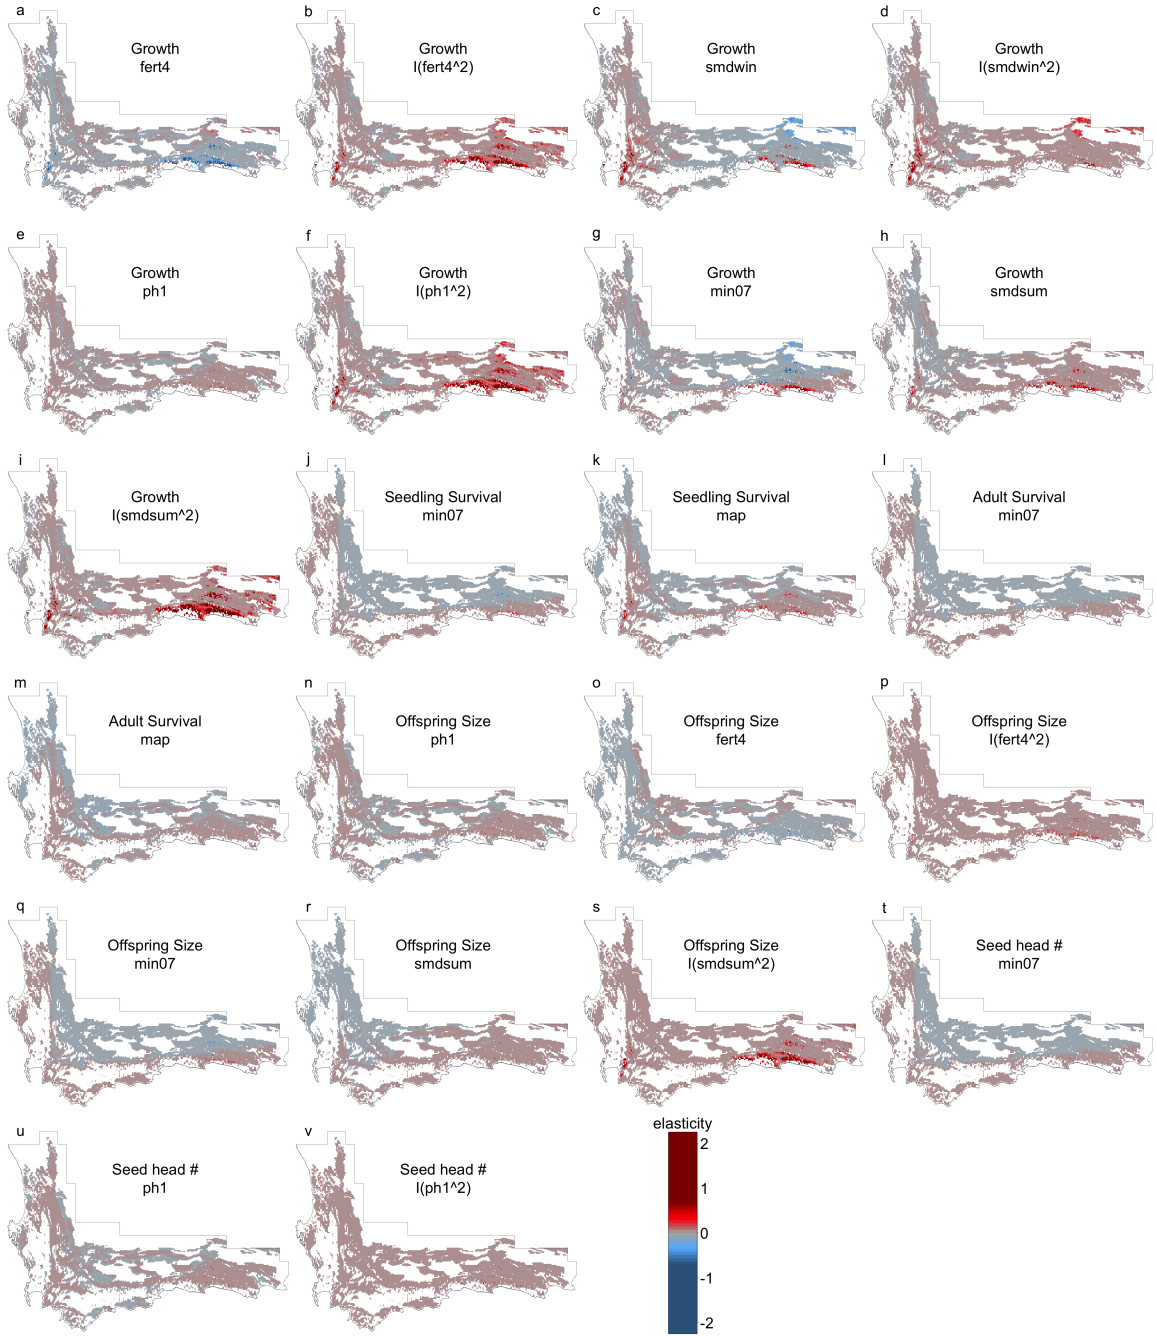 a
Growth
fert4
b
Growth
I(fert4^2)
c
Growth
smdwin
d
Growth
I(smdwin^2)
e
Growth
ph1
f
Growth
I(ph1^2)
g
Growth
min07
h
Growth
smdsum
i
Growth
I(smdsum^2)
j
Seedling Survival
min07
k
Seedling Survival
map
l
Adult Survival
min07
m
Adult Survival
map
n
Offspring Size
ph1
o
Offspring Size
fert4
p
Offspring Size
I(fert4^2)
q
Offspring Size
min07
r
Offspring Size
smdsum
s
Offspring Size
I(smdsum^2)
t
Seed head #
min07
u
Seed head #
ph1
v
Seed head #
I(ph1^2)
elasticity
2
1
0
-1
-2